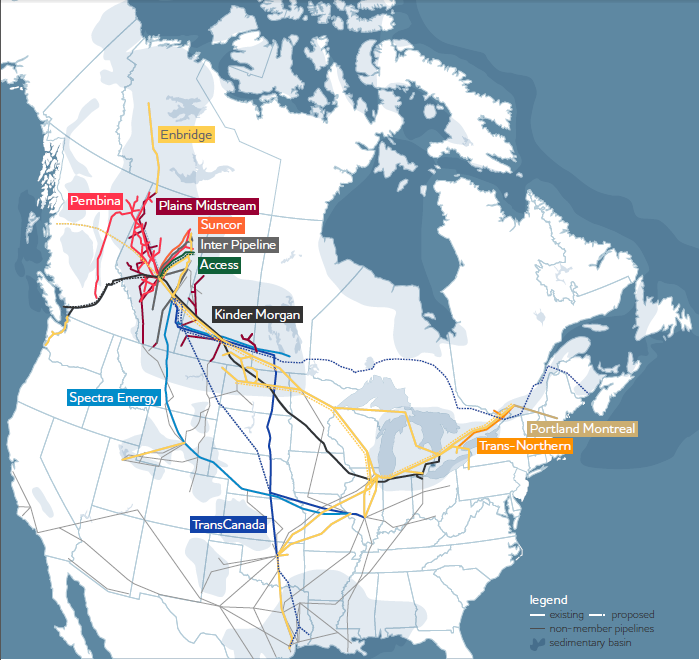 Enbridge
Pembina
Plains Midstream
Suncor
Inter Pipeline
Access
Kinder Morgan
Spectra Energy
Portland Montreal
Trans-Northern
TransCanada
legend
existing proposed
non-member pipelines
sedimentary basin